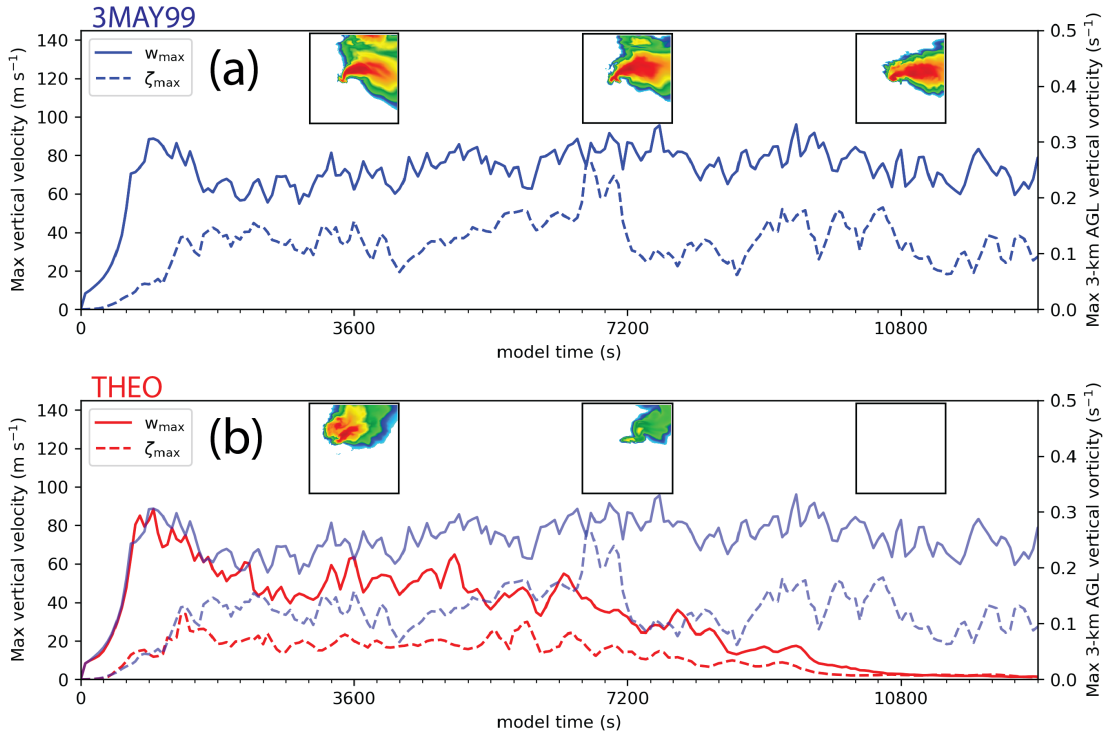 3MAY99
w_max
ζ_max
(a)
Max vertical velocity (m s⁻¹)
0
20
40
60
80
100
120
140
Max 3-km AGL vertical vorticity (s⁻¹)
0.0
0.1
0.2
0.3
0.4
0.5
0 3600 7200 10800
model time (s)
THEO
w_max
ζ_max
(b)
Max vertical velocity (m s⁻¹)
0
20
40
60
80
100
120
140
Max 3-km AGL vertical vorticity (s⁻¹)
0.0
0.1
0.2
0.3
0.4
0.5
0 3600 7200 10800
model time (s)